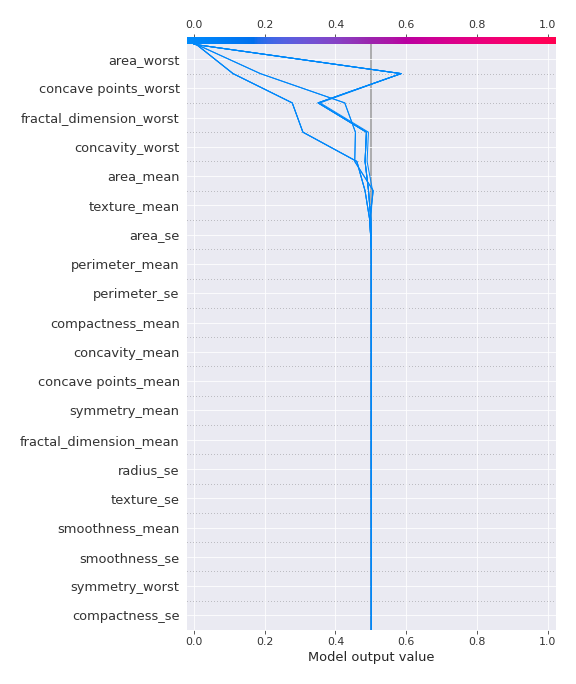 0.0 0.2 0.4 0.6 0.8 1.0
area_worst
concave points_worst
fractal_dimension_worst
concavity_worst
area_mean
texture_mean
area_se
perimeter_mean
perimeter_se
compactness_mean
concavity_mean
concave points_mean
symmetry_mean
fractal_dimension_mean
radius_se
texture_se
smoothness_mean
smoothness_se
symmetry_worst
compactness_se
0.0 0.2 0.4 0.6 0.8 1.0
Model output value